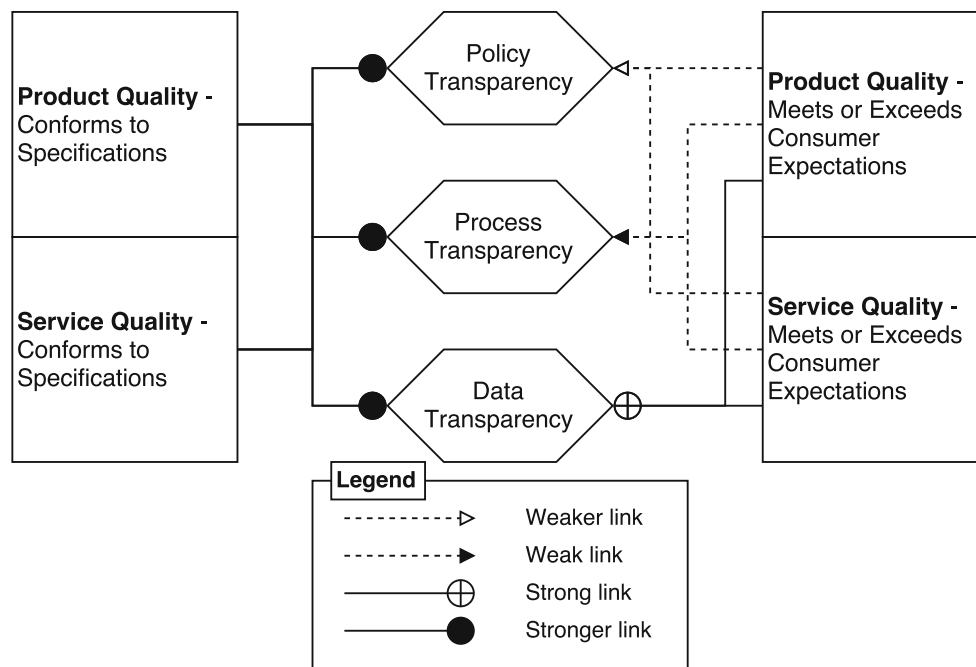 Product Quality -
Conforms to
Specifications
Service Quality -
Conforms to
Specifications
Policy
Transparency
Process
Transparency
Data
Transparency
Product Quality -
Meets or Exceeds
Consumer
Expectations
Service Quality -
Meets or Exceeds
Consumer
Expectations
Legend
Weaker link
Weak link
Strong link
Stronger link